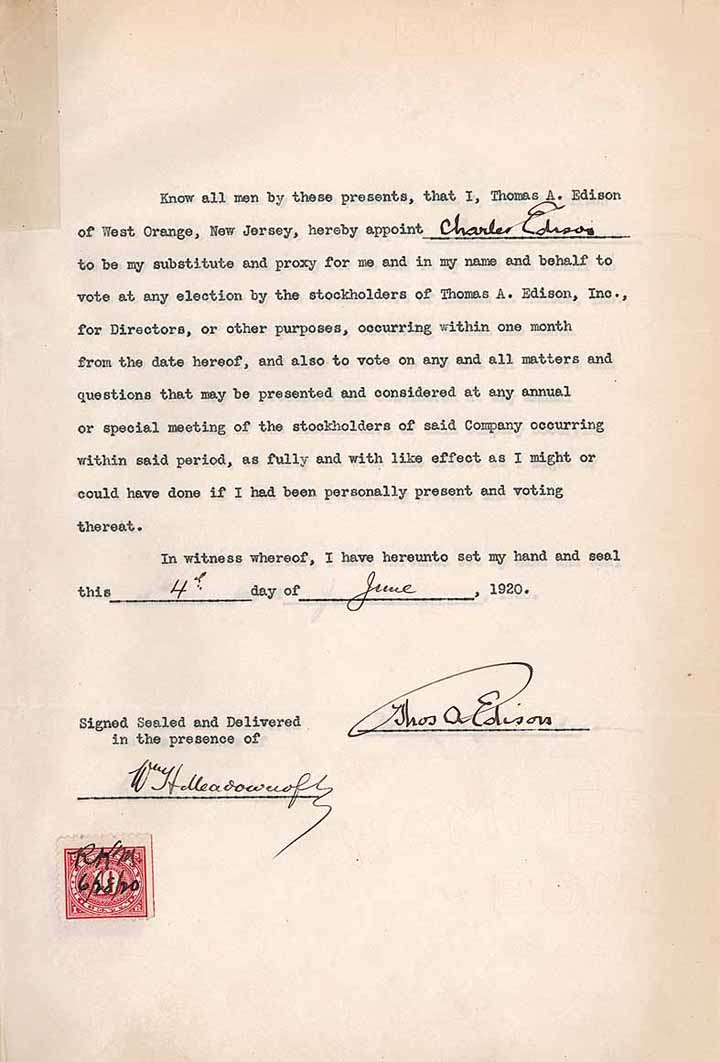 Know all men by these presents, that I, Thomas A. Edison
of West Orange, New Jersey, hereby appoint Charles Edison
to be my substitute and proxy for me and in my name and behalf to
vote at any election by the stockholders of Thomas A. Edison, Inc.,
for Directors, or other purposes, occurring within one month
from the date hereof, and also to vote on any and all matters and
questions that may be presented and considered at any annual
or special meeting of the stockholders of said Company occurring
within said period, as fully and with like effect as I might or
could have done if I had been personally present and voting
thereat.
In witness whereof, I have hereunto set my hand and seal
this 4th day of June, 1920.
Thos A Edison
Signed Sealed and Delivered
in the presence of
Wm H Meadowcroft
RKM
6/28/20